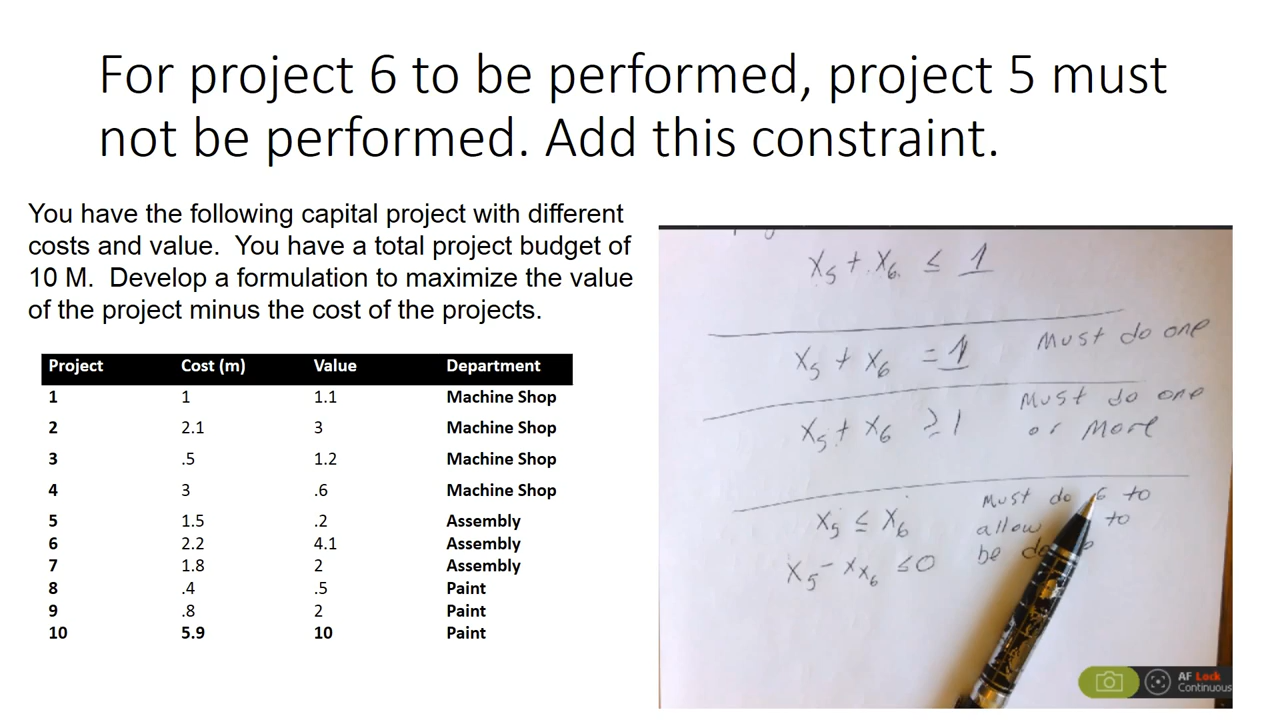 For project 6 to be performed, project 5 must
not be performed. Add this constraint.
You have the following capital project with different
costs and value. You have a total project budget of
10 M. Develop a formulation to maximize the value
of the project minus the cost of the projects.
Project Cost (m) Value Department
1 1 1.1 Machine Shop
2 2.1 3 Machine Shop
3 .5 1.2 Machine Shop
4 3 .6 Machine Shop
5 1.5 .2 Assembly
6 2.2 4.1 Assembly
7 1.8 2 Assembly
8 .4 .5 Paint
9 .8 2 Paint
10 5.9 10 Paint
X5 + X6 ≤ 1
X5 + X6 = 1 Must do one
X5 + X6 ≥ 1 Must do one
or More
X5 ≤ X6 Must do 6 to
allow to
X5 - XX6 ≤ 0 be
AF Lock
Continuous